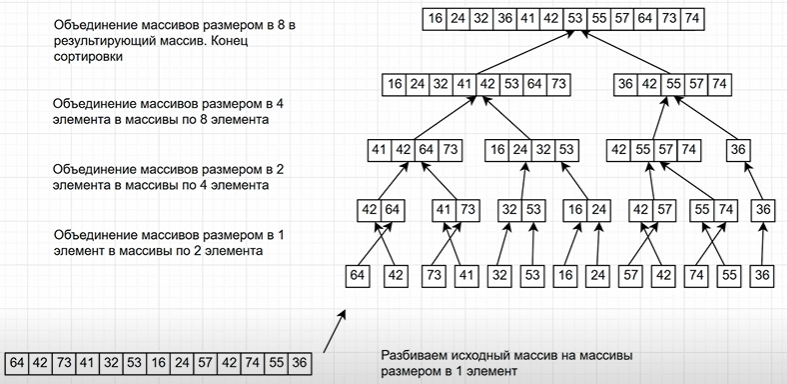 Объединение массивов размером в 8 в
результирующий массив. Конец
сортировки
16 24 32 36 41 42 53 55 57 64 73 74
16 24 32 41 42 53 64 73
36 42 55 57 74
Объединение массивов размером в 4
элемента в массивы по 8 элемента
41 42 64 73
16 24 32 53
42 55 57 74
36
Объединение массивов размером в 2
элемента в массивы по 4 элемента
42 64
41 73
32 53
16 24
42 57
55 74
36
Объединение массивов размером в 1
элемент в массивы по 2 элемента
64
42
73
41
32
53
16
24
57
42
74
55
36
64 42 73 41 32 53 16 24 57 42 74 55 36
Разбиваем исходный массив на массивы
размером в 1 элемент